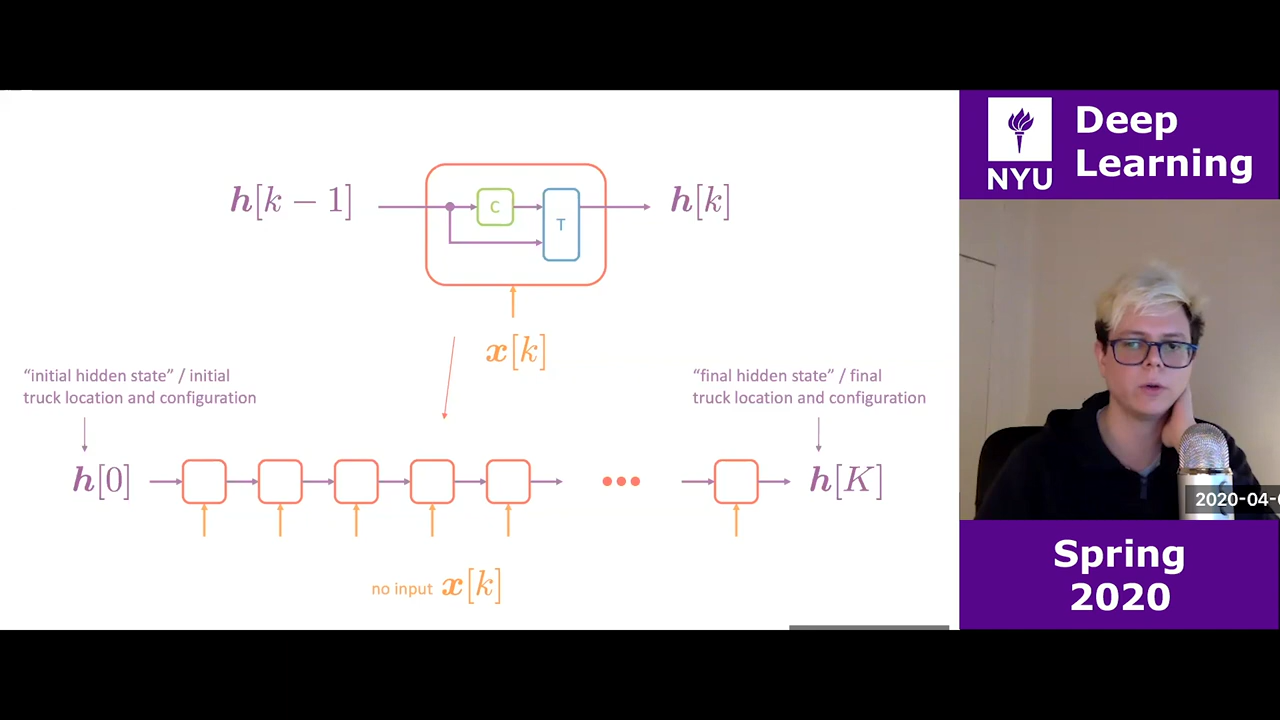 h[k − 1]
C
T
h[k]
x[k]
“initial hidden state” / initial
truck location and configuration
“final hidden state” / final
truck location and configuration
h[0]
•••
h[K]
no input x[k]
NYU
Deep
Learning
2020-04-0
Spring
2020